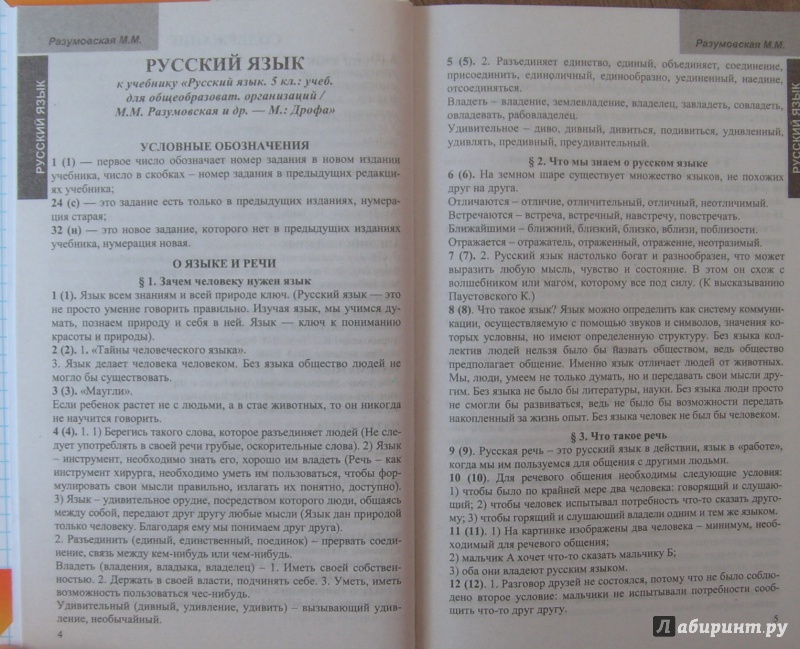 Разумовская М.М.
РУССКИЙ ЯЗЫК
РУССКИЙ ЯЗЫК
к учебнику «Русский язык. 5 кл.: учеб.
для общеобразоват. организаций /
М.М. Разумовская и др. — М.: Дрофа»
УСЛОВНЫЕ ОБОЗНАЧЕНИЯ
1 (1) — первое число обозначает номер задания в новом издании
учебника, число в скобках – номер задания в предыдущих редакци-
ях учебника;
24 (с) — это задание есть только в предыдущих изданиях, нумера-
ция старая;
32 (н) — это новое задание, которого нет в предыдущих изданиях
учебника, нумерация новая.
О ЯЗЫКЕ И РЕЧИ
§ 1. Зачем человеку нужен язык
1 (1). Язык всем знаниям и всей природе ключ. (Русский язык — это
не просто умение говорить правильно. Изучая язык, мы учимся ду-
мать, познаем природу и себя в ней. Язык — ключ к пониманию
красоты и природы).
2 (2). 1. «Тайны человеческого языка».
3. Язык делает человека человеком. Без языка общество людей не
могло бы существовать.
3 (3). «Маугли».
Если ребенок растет не с людьми, а в стае животных, то он никогда
не научится говорить.
4 (4). 1. 1) Берегись такого слова, которое разъединяет людей (Не сле-
дует употреблять в своей речи грубые, оскорбительные слова). 2) Язык
– инструмент, необходимо знать его, хорошо им владеть (Речь – как
инструмент хирурга, необходимо уметь им пользоваться, чтобы фор-
мулировать свои мысли правильно, излагать их понятно, доступно).
3) Язык – удивительное орудие, посредством которого люди, общаясь
между собой, передают друг другу любые мысли (Язык дан природой
только человеку. Благодаря ему мы понимаем друг друга).
2. Разъединить (единый, единственный, поединок) – прервать соеди-
нение, связь между кем-нибудь или чем-нибудь.
Владеть (владения, владыка, владелец) – 1. Иметь своей собствен-
ностью. 2. Держать в своей власти, подчинять себе. 3. Уметь, иметь
возможность пользоваться чес-нибудь.
Удивительный (дивный, удивление, удивить) – вызывающий удив-
ление, необычайный.
4
Разумовская М.М.
РУССКИЙ ЯЗЫК
5 (5). 2. Разъединяет единство, единый, объединяет, соединение,
присоединить, единоличный, единообразно, уединенный, наедине,
отсоединяться.
Владеть – владение, землевладение, владелец, завладеть, совладеть,
овладевать, рабовладелец.
Удивительное – диво, дивный, дивиться, подивиться, удивленный,
удивлять, предивный, преудивительный.
§ 2. Что мы знаем о русском языке
6 (6). На земном шаре существует множество языков, не похожих
друг на друга.
Отличаются – отличие, отличительный, отличный, неотличимый.
Встречаются – встреча, встречный, навстречу, повстречать.
Ближайшими – ближний, близкий, близко, вблизи, поблизости.
Отражается – отражатель, отраженный, отражение, неотразимый.
7 (7). 2. Русский язык настолько богат и разнообразен, что может
выразить любую мысль, чувство и состояние. В этом он схож с
волшебником или магом, которому все под силу. (К высказыванию
Паустовского К.)
8 (8). Что такое язык? Язык можно определить как систему коммуни-
кации, осуществляемую с помощью звуков и символов, значения ко-
торых условны, но имеют определенную структуру. Без языка кол-
лектив людей нельзя было бы назвать обществом, ведь общество
предполагает общение. Именно язык отличает людей от животных.
Мы, люди, умеем не только думать, но и передавать свои мысли дру-
гим. Без языка не было бы литературы, науки. Без языка люди просто
не смогли бы развиваться, ведь не было бы возможности передать
накопленный за жизнь опыт. Без языка человек не был бы человеком.
§ 3. Что такое речь
9 (9). Русская речь – это русский язык в действии, язык в «работе»,
когда мы им пользуемся для общения с другими людьми.
10 (10). Для речевого общения необходимы следующие условия:
1) чтобы было по крайней мере два человека: говорящий и слушаю-
щий; 2) чтобы человек испытывал потребность что-то сказать друго-
му; 3) чтобы горящий и слушающий владели одним и тем же языком.
11 (11). 1) На картинке изображены два человека – минимум, необ-
ходимый для речевого общения;
2) мальчик А хочет что-то сказать мальчику Б;
3) оба они владеют русским языком.
12 (12). 1. Разговор друзей не состоялся, потому что не было соблю-
дено второе условие: мальчики не испытывали потребности сооб-
щить что-то друг другу.
5
Лабиринт.ру